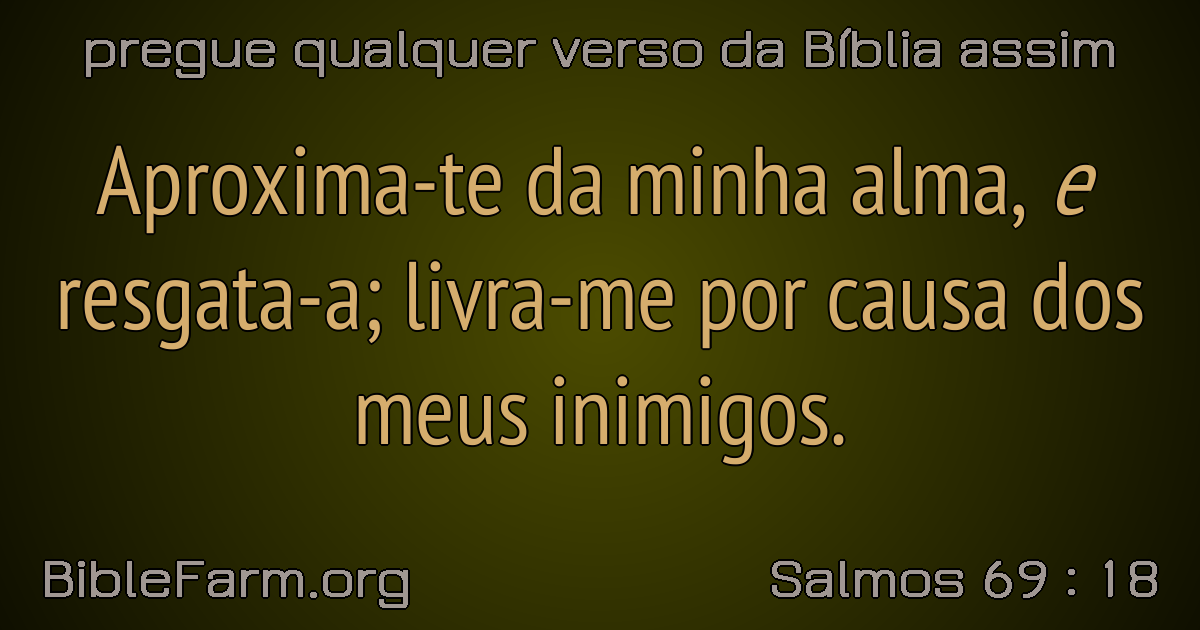 pregue qualquer verso da Bíblia assim
Aproxima-te da minha alma, e
resgata-a; livra-me por causa dos
meus inimigos.
BibleFarm.org
Salmos 69 : 18